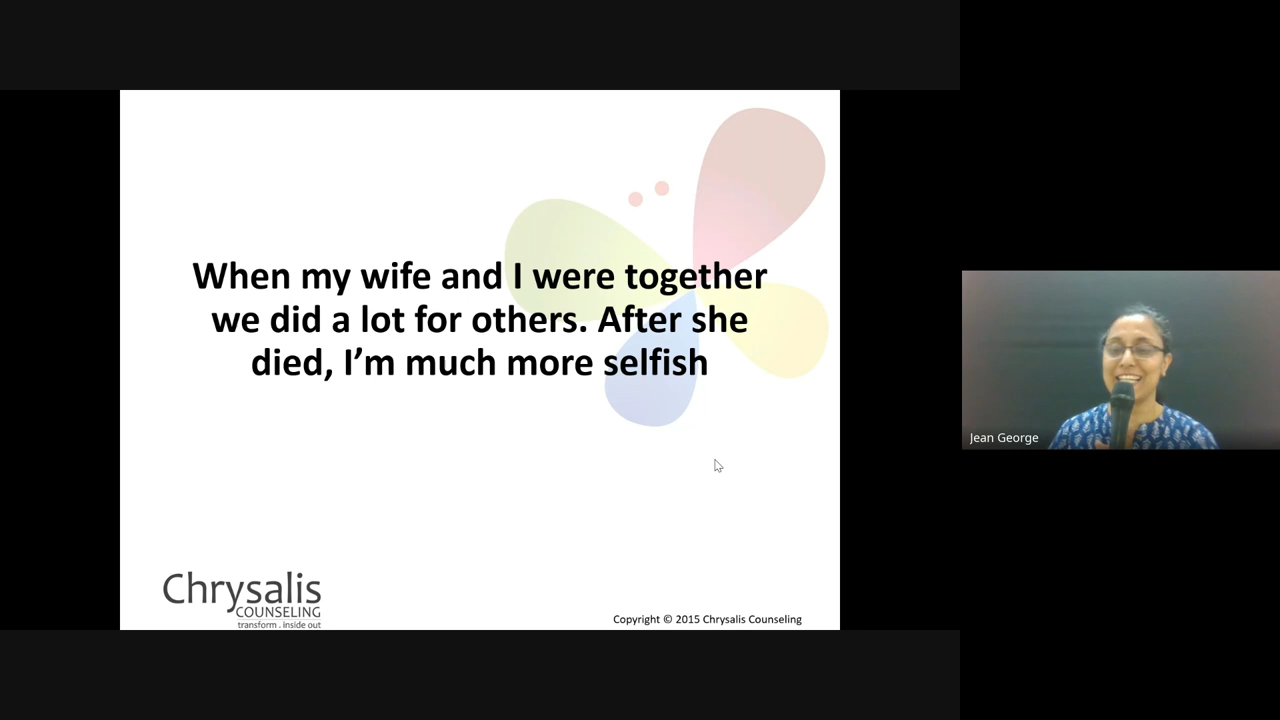 When my wife and I were together
we did a lot for others. After she
died, I’m much more selfish
Jean George
Chrysalis
COUNSELING
transform . inside out
Copyright © 2015 Chrysalis Counseling